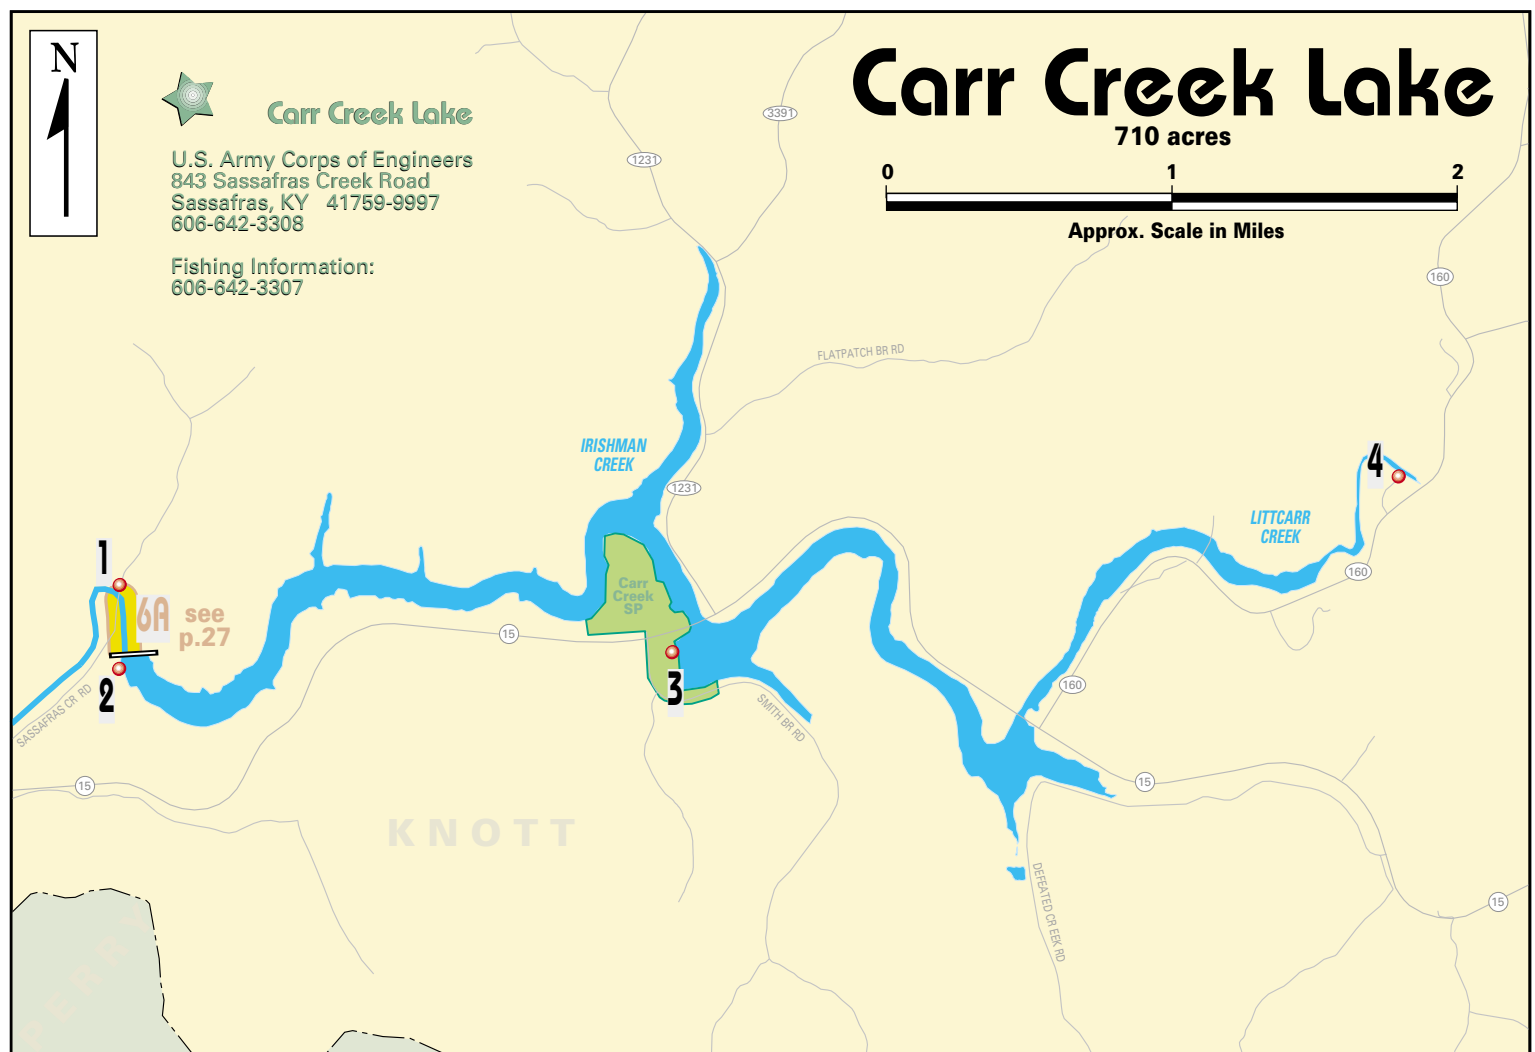 N
Carr Creek Lake
U.S. Army Corps of Engineers
843 Sassafras Creek Road
Sassafras, KY 41759-9997
606-642-3308
Fishing Information:
606-642-3307
Carr Creek Lake
710 acres
0 1 2
Approx. Scale in Miles
3391
1231
160
FLATPATCH BR RD
IRISHMAN
CREEK
1231
4
LITTCARR
CREEK
160
1
6A see
p.27
2
SASSAFRAS CR RD
15
Carr
Creek
SP
15
3
SMITH BR RD
160
15
KNOTT
DEFEATED CREEK RD
15
PERRY